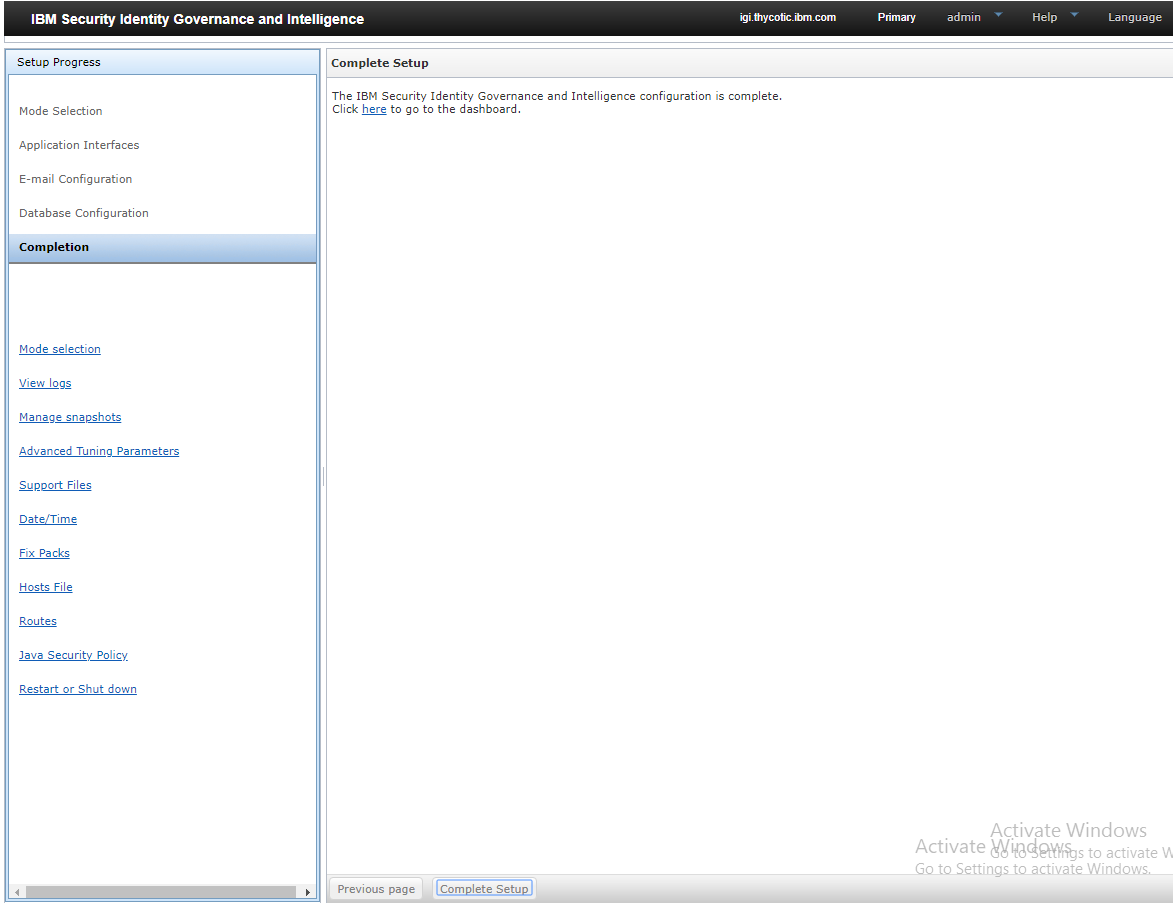 IBM Security Identity Governance and Intelligence
igi.thycotic.ibm.com Primary admin Help Language
Setup Progress
Mode Selection
Application Interfaces
E-mail Configuration
Database Configuration
Completion
Mode selection
View logs
Manage snapshots
Advanced Tuning Parameters
Support Files
Date/Time
Fix Packs
Hosts File
Routes
Java Security Policy
Restart or Shut down
Complete Setup
The IBM Security Identity Governance and Intelligence configuration is complete.
Click here to go to the dashboard.
Activate Windows
Go to Settings to activate W
Activate Windows
Go to Settings to activate Windows.
Previous page Complete Setup